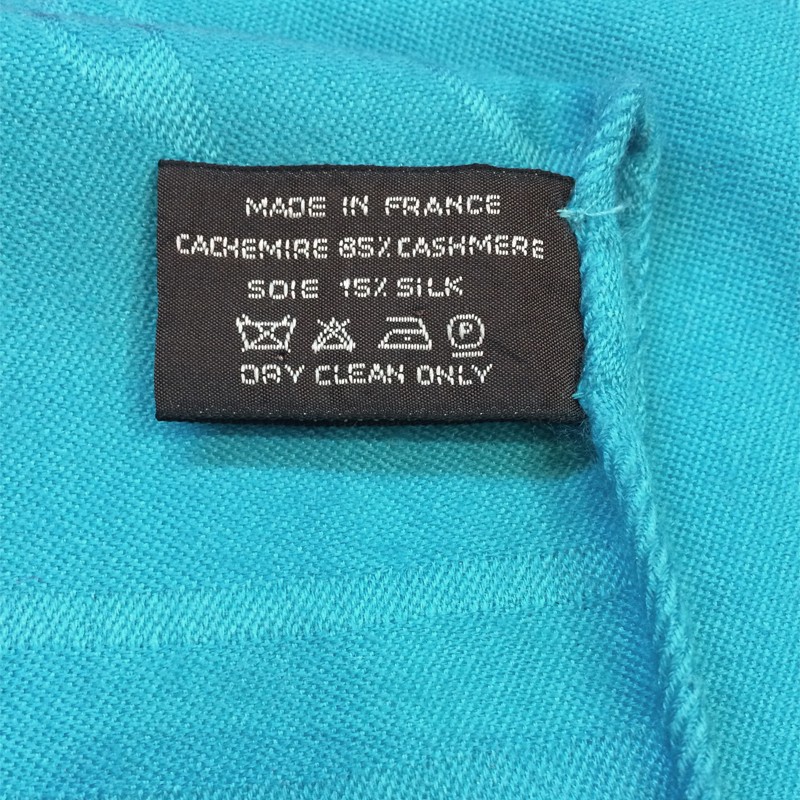 MADE IN FRANCE
CACHEMIRE 85% CASHMERE
SOIE 15% SILK
P
DRY CLEAN ONLY